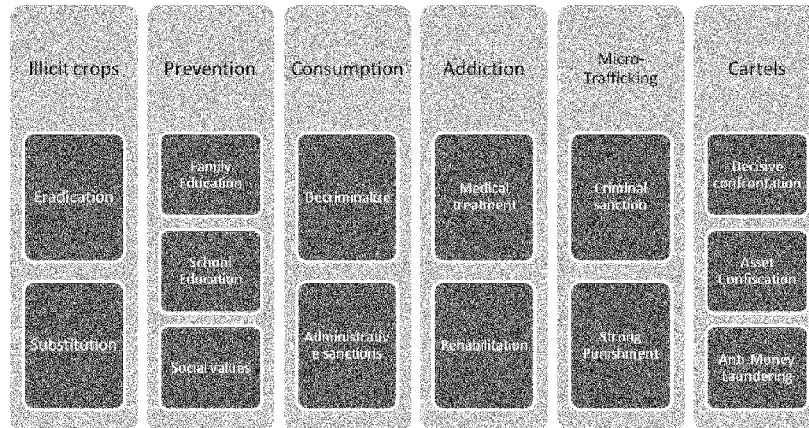 Illicit crops
Eradication
Substitution
Prevention
Family
Education
School
Education
Social values
Consumption
Decriminalize
Administrativ
e sanctions
Addiction
Medical
treatment
Rehabilitation
Micro-
Trafficking
Criminal
sanction
Strong
Punishment
Cartels
Decisive
confrontation
Asset
Confiscation
Anti-Money
Laundering